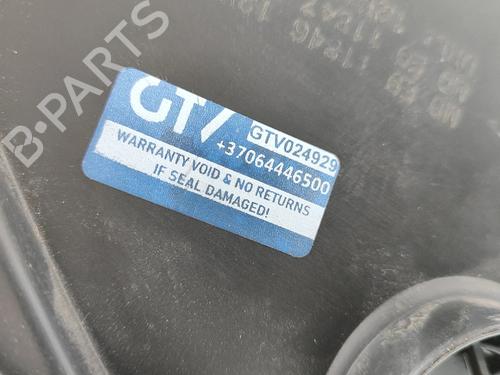 B-PARTS
GTV
GTV024929
+37064446500
WARRANTY VOID & NO RETURNS
IF SEAL DAMAGED!